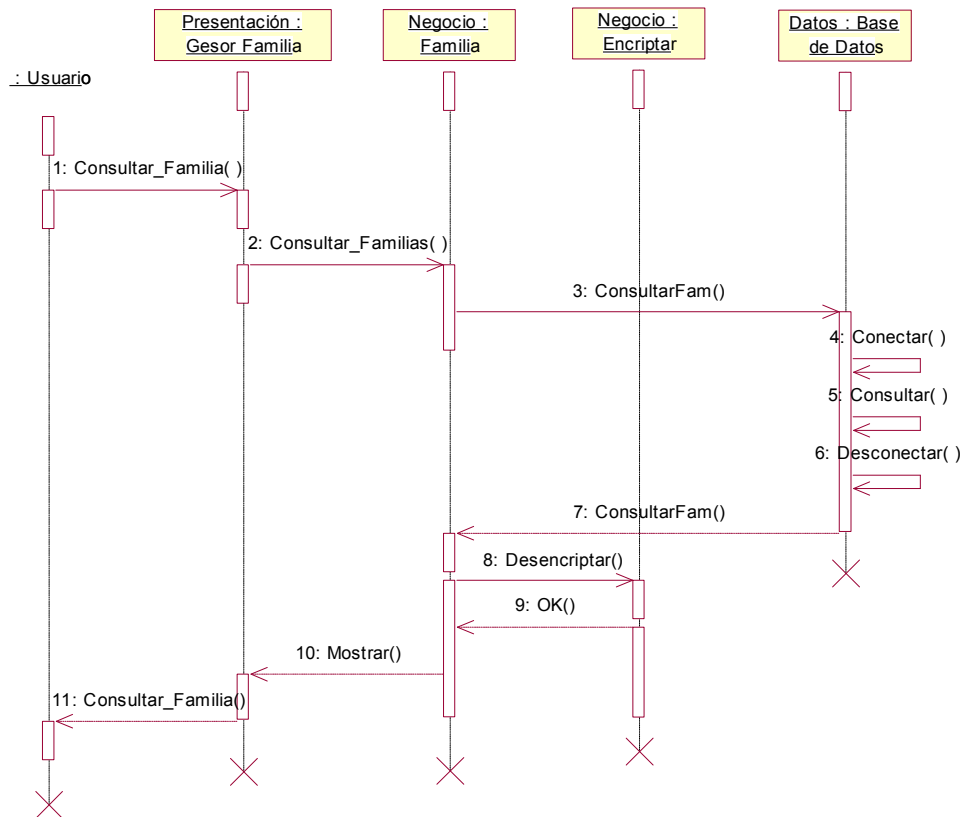 Presentación :
Gesor Familia
Negocio :
Familia
Negocio :
Encriptar
Datos : Base
de Datos
: Usuario
1: Consultar_Familia( )
2: Consultar_Familias( )
3: ConsultarFam()
4: Conectar( )
5: Consultar( )
6: Desconectar( )
7: ConsultarFam()
8: Desencriptar()
9: OK()
10: Mostrar()
11: Consultar_Familia()